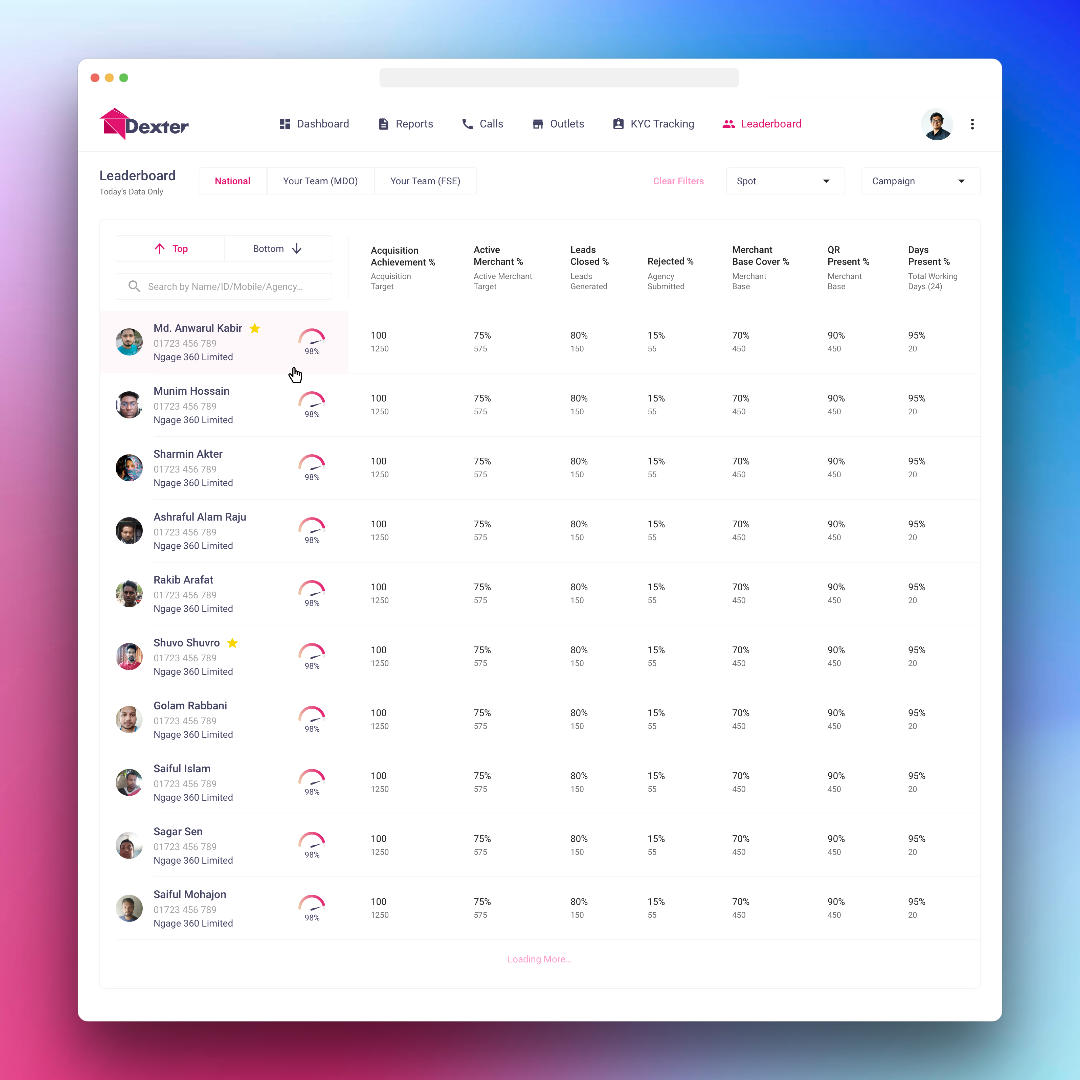 Dexter
Dashboard
Reports
Calls
Outlets
KYC Tracking
Leaderboard
Leaderboard
Today's Data Only
National
Your Team (MDO)
Your Team (FSE)
Clear Filters
Spot
Campaign
Top
Bottom
Search by Name/ID/Mobile/Agency...
Acquisition
Achievement %
Acquisition
Target
Active
Merchant %
Active Merchant
Target
Leads
Closed %
Leads
Generated
Rejected %
Agency
Submitted
Merchant
Base Cover %
Merchant
Base
QR
Present %
Merchant
Base
Days
Present %
Total Working
Days (24)
Md. Anwarul Kabir
01723 456 789
Ngage 360 Limited
98%
100 75% 80% 15% 70% 90% 95%
1250 575 150 55 450 450 20
Munim Hossain
01723 456 789
Ngage 360 Limited
98%
100 75% 80% 15% 70% 90% 95%
1250 575 150 55 450 450 20
Sharmin Akter
01723 456 789
Ngage 360 Limited
98%
100 75% 80% 15% 70% 90% 95%
1250 575 150 55 450 450 20
Ashraful Alam Raju
01723 456 789
Ngage 360 Limited
98%
100 75% 80% 15% 70% 90% 95%
1250 575 150 55 450 450 20
Rakib Arafat
01723 456 789
Ngage 360 Limited
98%
100 75% 80% 15% 70% 90% 95%
1250 575 150 55 450 450 20
Shuvo Shuvro
01723 456 789
Ngage 360 Limited
98%
100 75% 80% 15% 70% 90% 95%
1250 575 150 55 450 450 20
Golam Rabbani
01723 456 789
Ngage 360 Limited
98%
100 75% 80% 15% 70% 90% 95%
1250 575 150 55 450 450 20
Saiful Islam
01723 456 789
Ngage 360 Limited
98%
100 75% 80% 15% 70% 90% 95%
1250 575 150 55 450 450 20
Sagar Sen
01723 456 789
Ngage 360 Limited
98%
100 75% 80% 15% 70% 90% 95%
1250 575 150 55 450 450 20
Saiful Mohajon
01723 456 789
Ngage 360 Limited
98%
100 75% 80% 15% 70% 90% 95%
1250 575 150 55 450 450 20
Loading More..